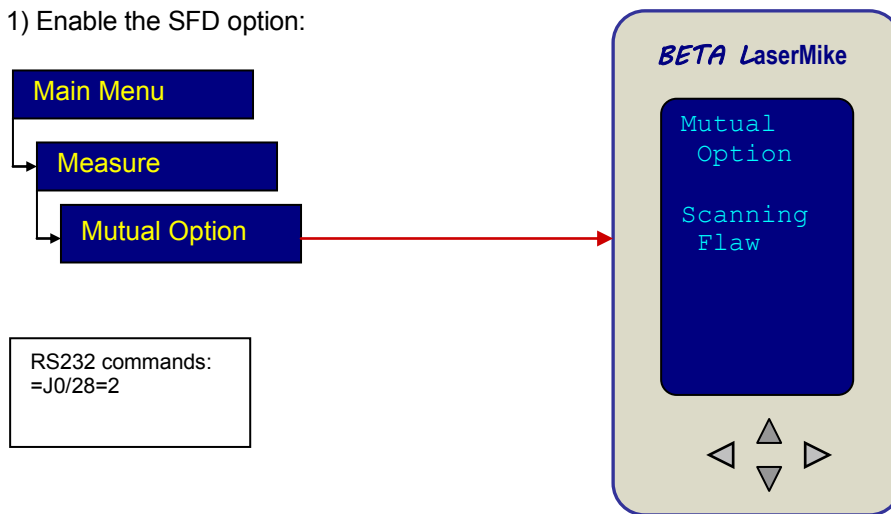 1) Enable the SFD option:
Main Menu
Measure
Mutual Option
RS232 commands:
=J0/28=2
BETA LaserMike
Mutual
Option
Scanning
Flaw